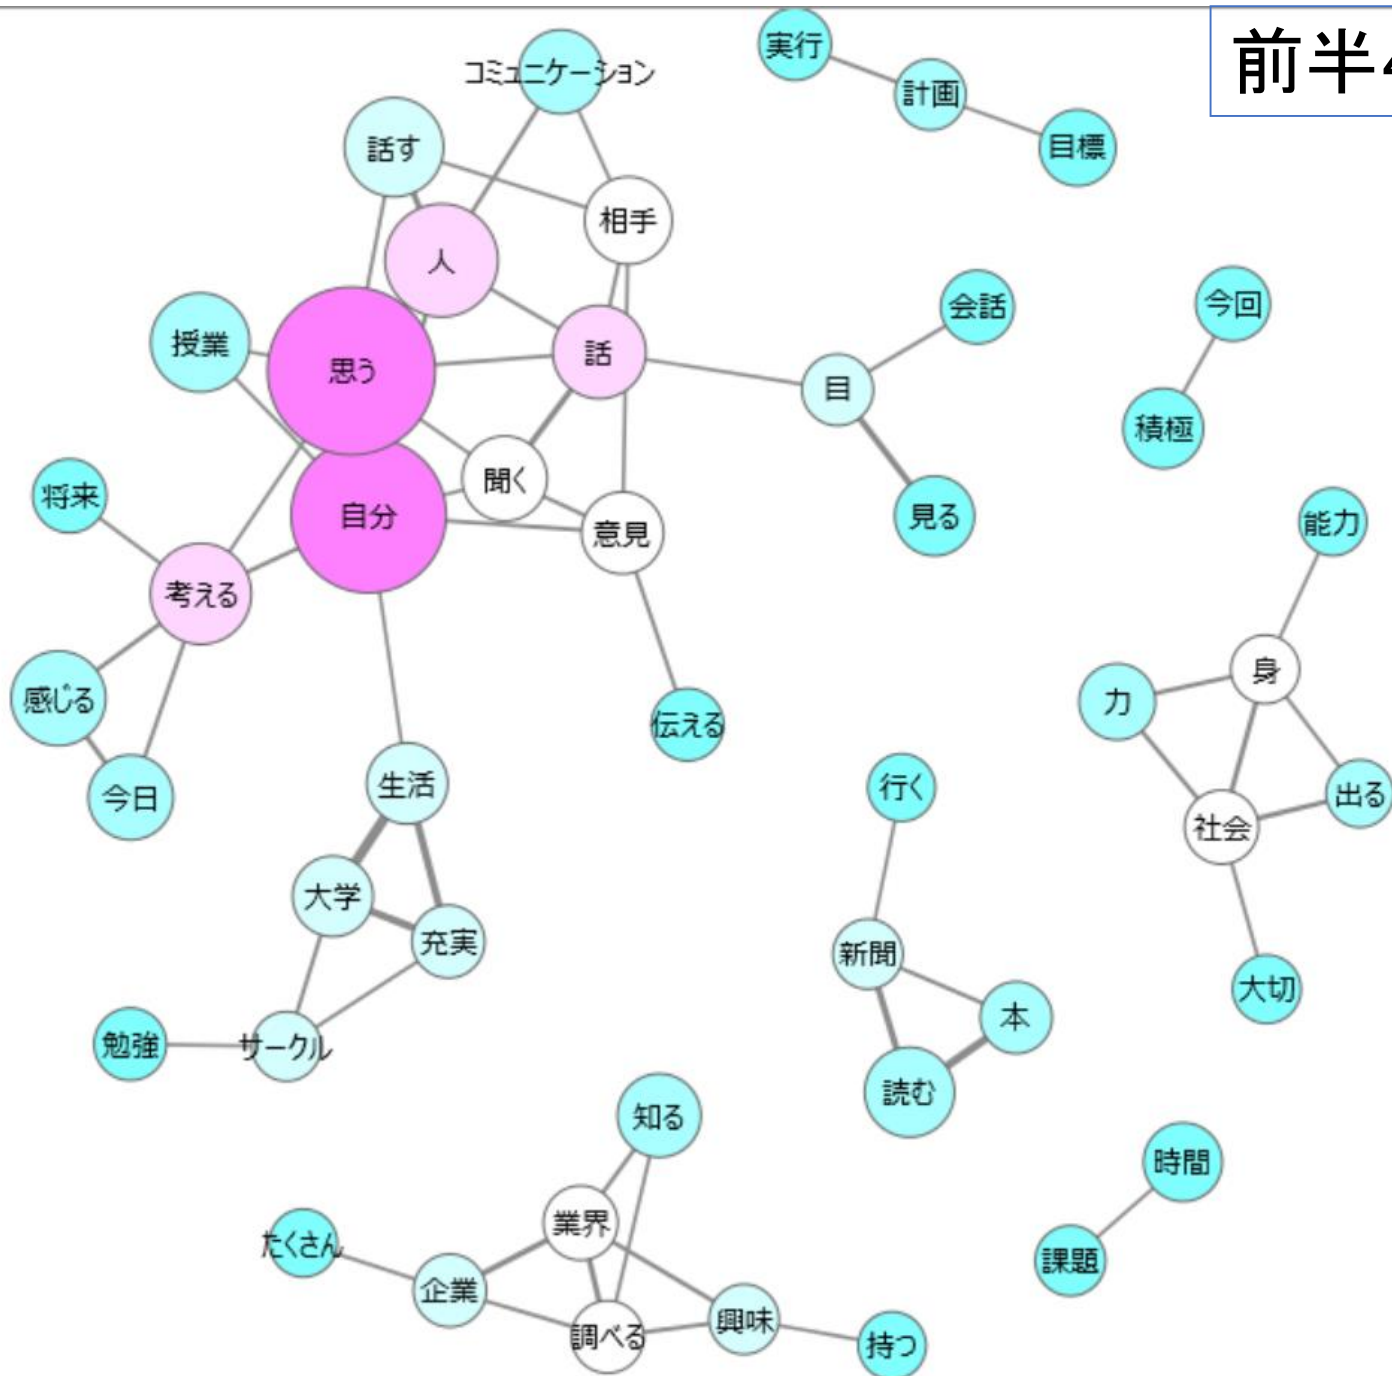 前半
実行
計画
目標
コミュニケーション
話す
相手
人
授業
思う
話
目
会話
見る
今回
積極
将来
自分
聞く
意見
考える
感じる
今日
伝える
能力
身
力
社会
出る
大切
生活
大学
充実
サークル
勉強
行く
新聞
本
読む
知る
業界
たくさん
企業
調べる
興味
持つ
時間
課題